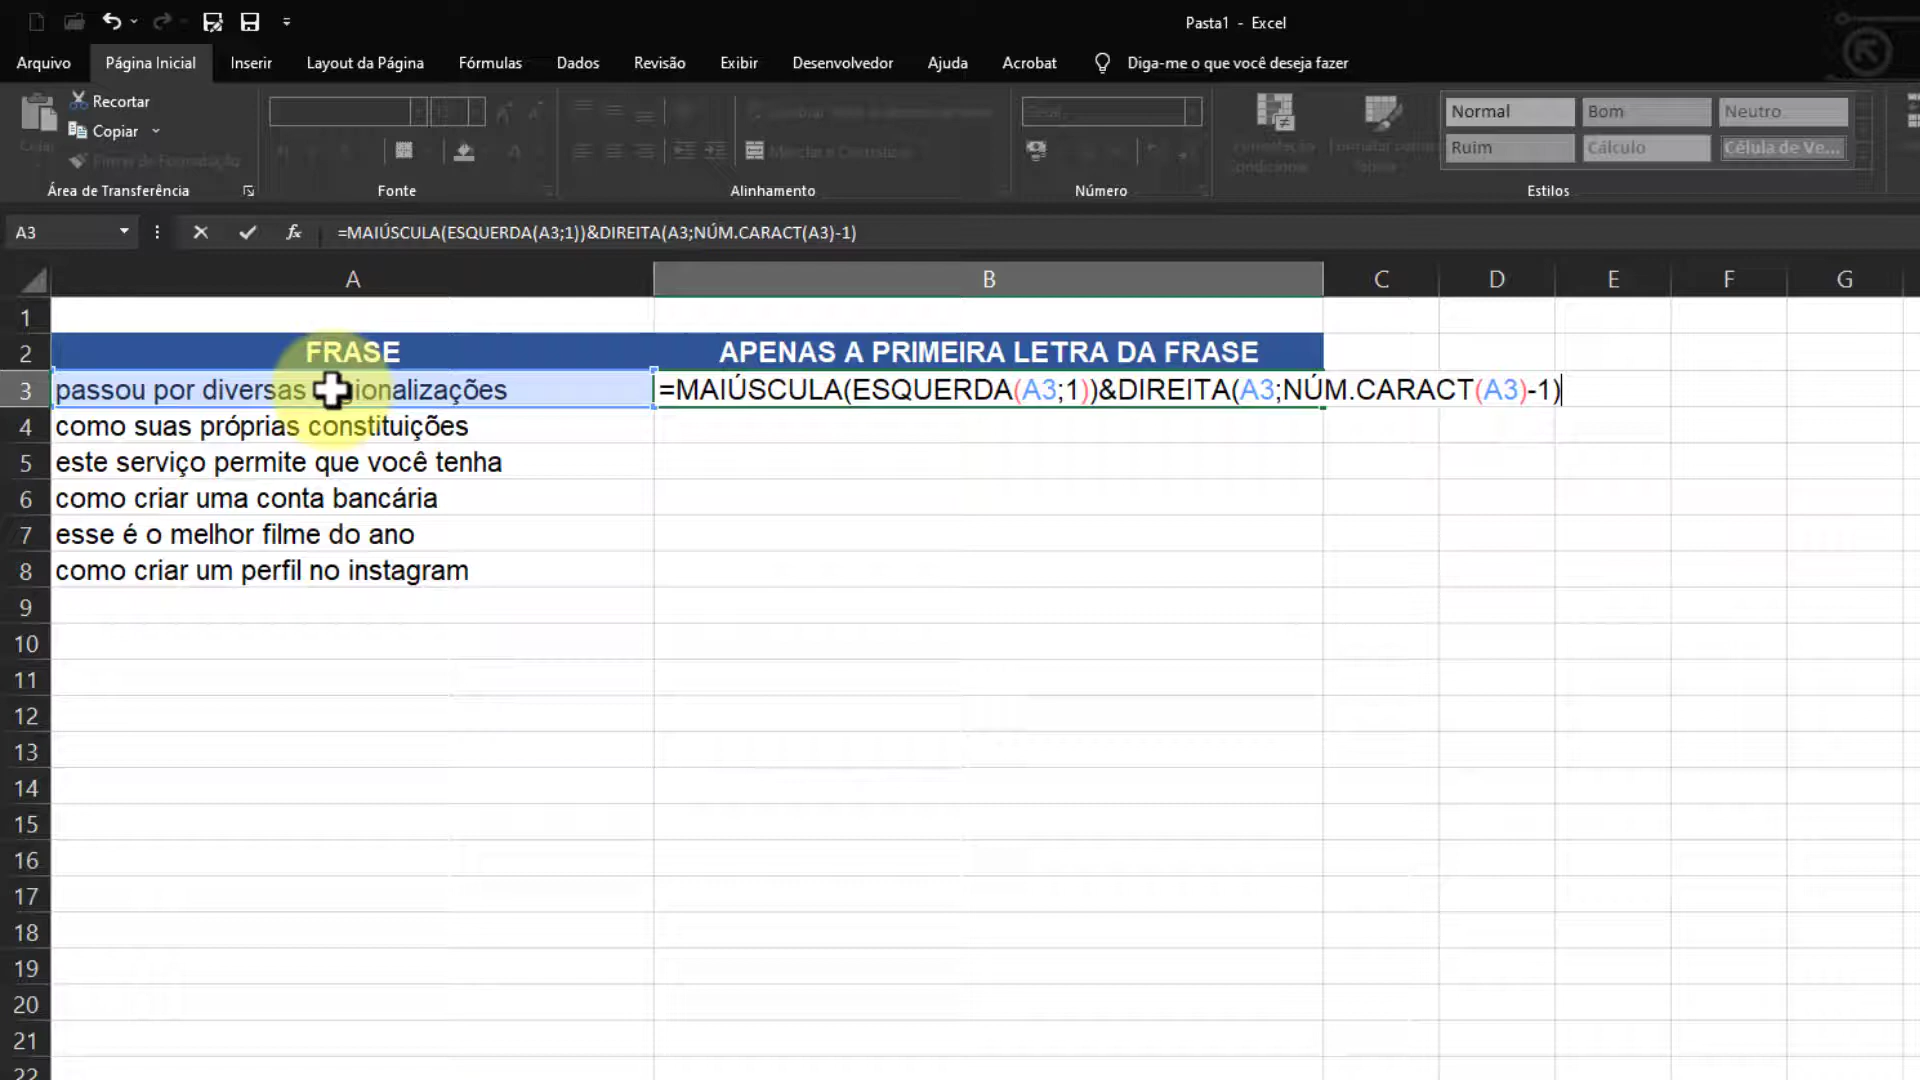 Pasta1 - Excel
Arquivo Página Inicial Inserir Layout da Página Fórmulas Dados Revisão Exibir Desenvolvedor Ajuda Acrobat Diga-me o que você deseja fazer
Recortar
Copiar
Pincel de Formatação
Área de Transferência Fonte Alinhamento Número Estilos
Normal Bom Neutro
Ruim Cálculo Célula de Ve...
A3 fx =MAIÚSCULA(ESQUERDA(A3;1))&DIREITA(A3;NÚM.CARACT(A3)-1)
A B C D E F G
1
2 FRASE APENAS A PRIMEIRA LETRA DA FRASE
3 passou por diversas =MAIÚSCULA(ESQUERDA(A3;1))&DIREITA(A3;NÚM.CARACT(A3)-1)
4 como suas próprias constituições
5 este serviço permite que você tenha
6 como criar uma conta bancária
7 esse é o melhor filme do ano
8 como criar um perfil no instagram
9
10
11
12
13
14
15
16
17
18
19
20
21
22